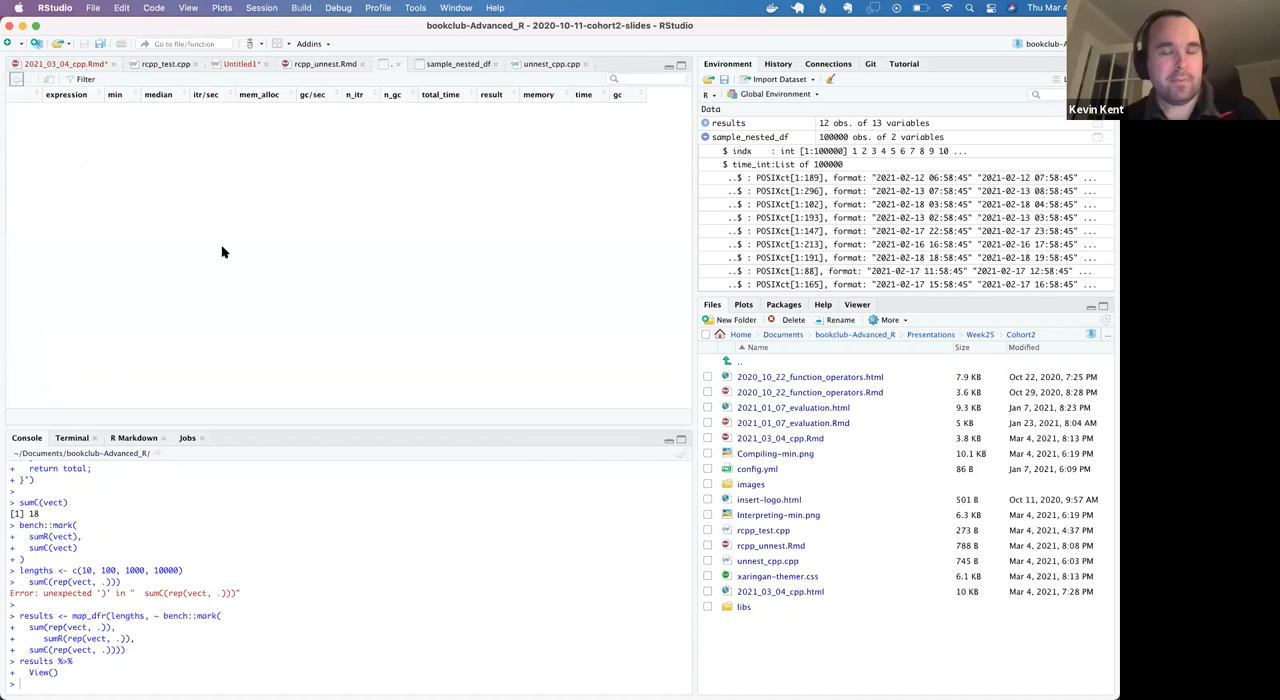 RStudio File Edit Code View Plots Session Build Debug Profile Tools Window Help Thu Mar 4
bookclub-Advanced_R - 2020-10-11-cohort2-slides - RStudio
Go to file/function Addins bookclub-A
2021_03_04_cpp.Rmd* rcpp_test.cpp Untitled1* rcpp_unnest.Rmd . sample_nested_df unnest_cpp.cpp
Filter
expression min median itr/sec mem_alloc gc/sec n_itr n_gc total_time result memory time gc
Console Terminal R Markdown Jobs
~/Documents/bookclub-Advanced_R/
+ return total;
+ }')
>
> sumC(vect)
[1] 18
> bench::mark(
+ sumR(vect),
+ sumC(vect)
+ )
> lengths <- c(10, 100, 1000, 10000)
> sumC(rep(vect, .)))
Error: unexpected ')' in " sumC(rep(vect, .)))"
>
> results <- map_dfr(lengths, ~ bench::mark(
+ sum(rep(vect, .)),
+ sumR(rep(vect, .)),
+ sumC(rep(vect, .))))
> results %>%
+ View()
>
Environment History Connections Git Tutorial
Import Dataset
R Global Environment
Data
results 12 obs. of 13 variables
sample_nested_df 100000 obs. of 2 variables
$ indx : int [1:100000] 1 2 3 4 5 6 7 8 9 10 ...
$ time_int:List of 100000
..$ : POSIXct[1:189], format: "2021-02-12 06:58:45" "2021-02-12 07:58:45" ...
..$ : POSIXct[1:296], format: "2021-02-13 07:58:45" "2021-02-13 08:58:45" ...
..$ : POSIXct[1:102], format: "2021-02-18 03:58:45" "2021-02-18 04:58:45" ...
..$ : POSIXct[1:193], format: "2021-02-13 02:58:45" "2021-02-13 03:58:45" ...
..$ : POSIXct[1:147], format: "2021-02-17 22:58:45" "2021-02-17 23:58:45" ...
..$ : POSIXct[1:213], format: "2021-02-16 16:58:45" "2021-02-16 17:58:45" ...
..$ : POSIXct[1:191], format: "2021-02-18 18:58:45" "2021-02-18 19:58:45" ...
..$ : POSIXct[1:88], format: "2021-02-17 11:58:45" "2021-02-17 12:58:45" ...
..$ : POSIXct[1:165], format: "2021-02-17 15:58:45" "2021-02-17 16:58:45" ...
Files Plots Packages Help Viewer
New Folder Delete Rename More
Home Documents bookclub-Advanced_R Presentations Week25 Cohort2 ...
Name Size Modified
..
2020_10_22_function_operators.html 7.9 KB Oct 22, 2020, 7:25 PM
2020_10_22_function_operators.Rmd 3.6 KB Oct 29, 2020, 8:28 PM
2021_01_07_evaluation.html 9.3 KB Jan 7, 2021, 8:23 PM
2021_01_07_evaluation.Rmd 5 KB Jan 23, 2021, 8:04 AM
2021_03_04_cpp.Rmd 3.8 KB Mar 4, 2021, 8:13 PM
Compiling-min.png 10.1 KB Mar 4, 2021, 6:19 PM
config.yml 86 B Jan 7, 2021, 6:09 PM
images
insert-logo.html 501 B Oct 11, 2020, 9:57 AM
Interpreting-min.png 6.3 KB Mar 4, 2021, 6:19 PM
rcpp_test.cpp 273 B Mar 4, 2021, 4:37 PM
rcpp_unnest.Rmd 788 B Mar 4, 2021, 8:08 PM
unnest_cpp.cpp 745 B Mar 4, 2021, 6:03 PM
xaringan-themer.css 6.1 KB Mar 4, 2021, 8:13 PM
2021_03_04_cpp.html 10 KB Mar 4, 2021, 7:28 PM
libs
Kevin Kent